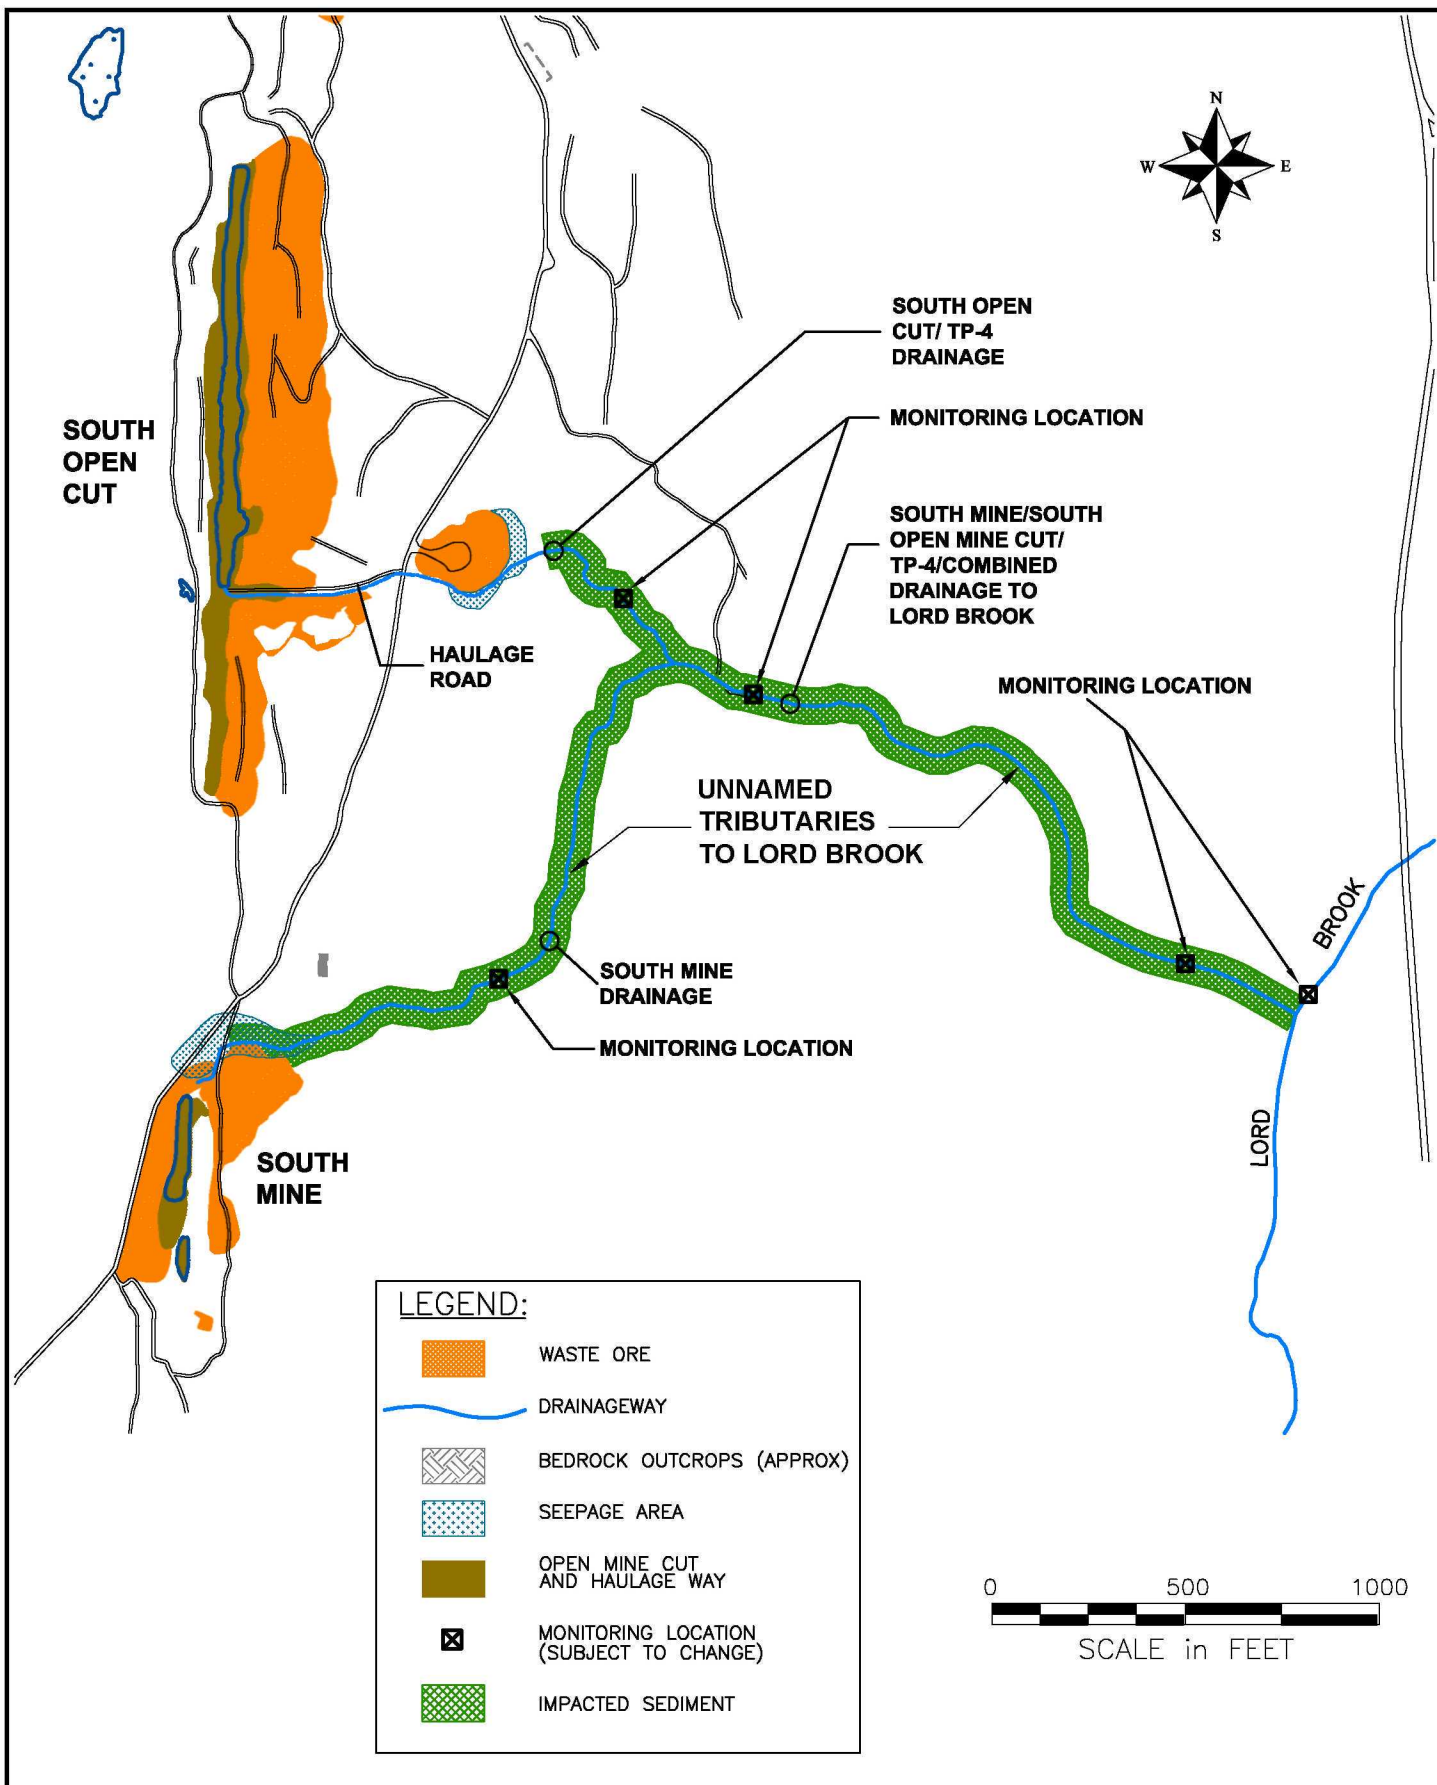 N
W
E
S
SOUTH OPEN
CUT/ TP-4
DRAINAGE
MONITORING LOCATION
SOUTH
OPEN
CUT
SOUTH MINE/SOUTH
OPEN MINE CUT/
TP-4/COMBINED
DRAINAGE TO
LORD BROOK
HAULAGE
ROAD
MONITORING LOCATION
UNNAMED
TRIBUTARIES
TO LORD BROOK
BROOK
SOUTH MINE
DRAINAGE
MONITORING LOCATION
LORD
SOUTH
MINE
LEGEND:
WASTE ORE
DRAINAGEWAY
BEDROCK OUTCROPS (APPROX)
SEEPAGE AREA
OPEN MINE CUT
AND HAULAGE WAY
MONITORING LOCATION
(SUBJECT TO CHANGE)
IMPACTED SEDIMENT
0 500 1000
SCALE in FEET